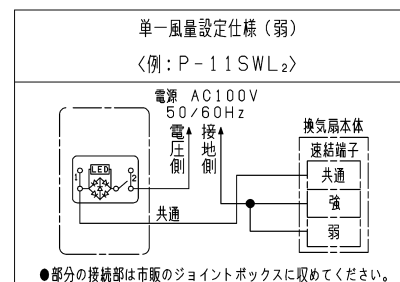 単一風量設定仕様（弱）
〈例：P-11SWL₂〉
電源 AC100V
50/60Hz
電圧側
接地側
換気扇本体
速結端子
共通
強
弱
LED
1
2
共通
●部分の接続部は市販のジョイントボックスに収めてください。